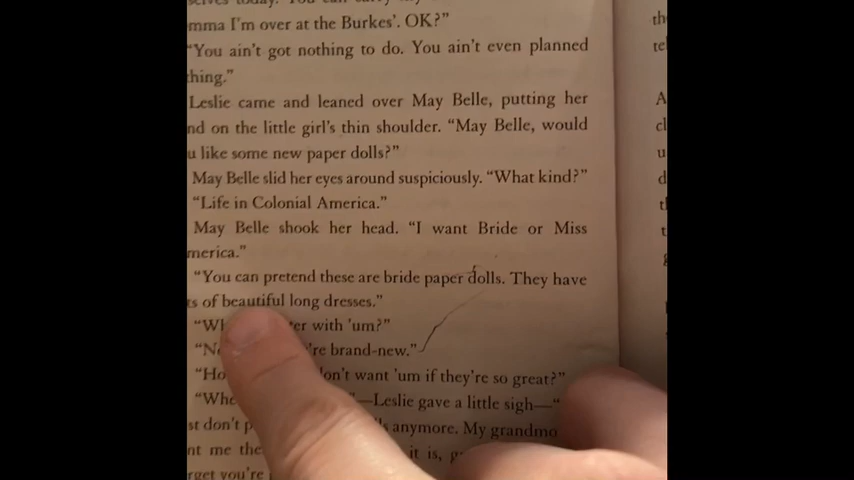 mma I'm over at the Burkes'. OK?"
"You ain't got nothing to do. You ain't even planned
thing."
Leslie came and leaned over May Belle, putting her
nd on the little girl's thin shoulder. "May Belle, would
u like some new paper dolls?"
May Belle slid her eyes around suspiciously. "What kind?"
"Life in Colonial America."
May Belle shook her head. "I want Bride or Miss
merica."
"You can pretend these are bride paper dolls. They have
ts of beautiful long dresses."
"Wh er with 'um?"
"N 're brand-new."
"Ho on't want 'um if they're so great?"
"Whe "—Leslie gave a little sigh—"
st don't p s anymore. My grandmo
nt me the it is, g
rget you're